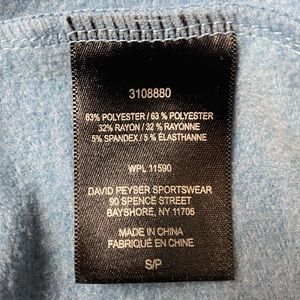 3108880
63% POLYESTER / 63 % POLYESTER
32% RAYON / 32 % RAYONNE
5% SPANDEX / 5 % ÉLASTHANNE
WPL 11590
DAVID PEYSER SPORTSWEAR
90 SPENCE STREET
BAYSHORE, NY 11706
MADE IN CHINA
FABRIQUÉ EN CHINE
S/P